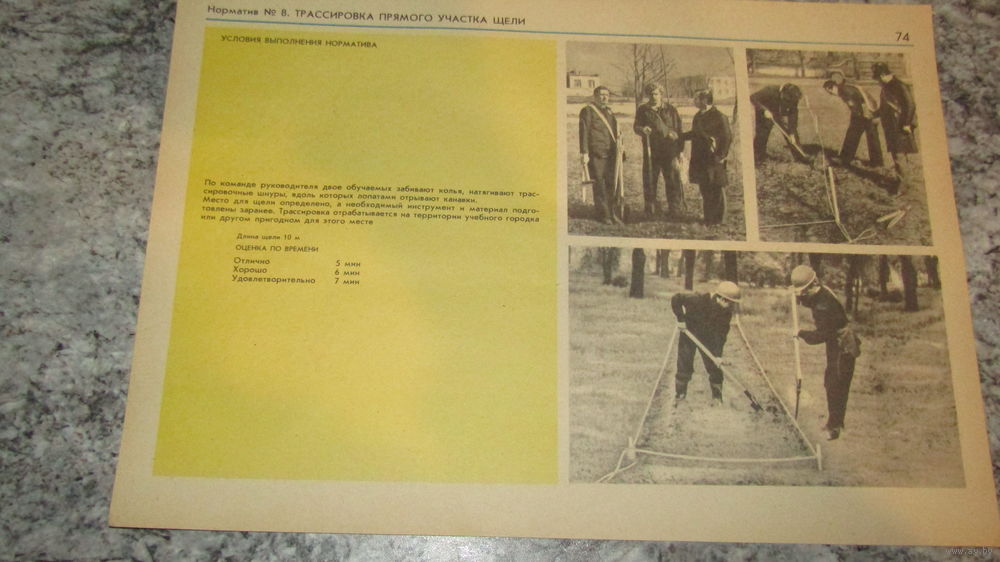 Норматив № 8. ТРАССИРОВКА ПРЯМОГО УЧАСТКА ЩЕЛИ
74
УСЛОВИЯ ВЫПОЛНЕНИЯ НОРМАТИВА
По команде руководителя двое обучаемых забивают колья, натягивают трас-
сировочные шнуры, вдоль которых лопатами отрывают канавки.
Место для щели определено, а необходимый инструмент и материал подго-
товлены заранее. Трассировка отрабатывается на территории учебного городка
или другом пригодном для этого месте
Длина щели 10 м
ОЦЕНКА ПО ВРЕМЕНИ
Отлично 5 мин
Хорошо 6 мин
Удовлетворительно 7 мин
www.ay.by